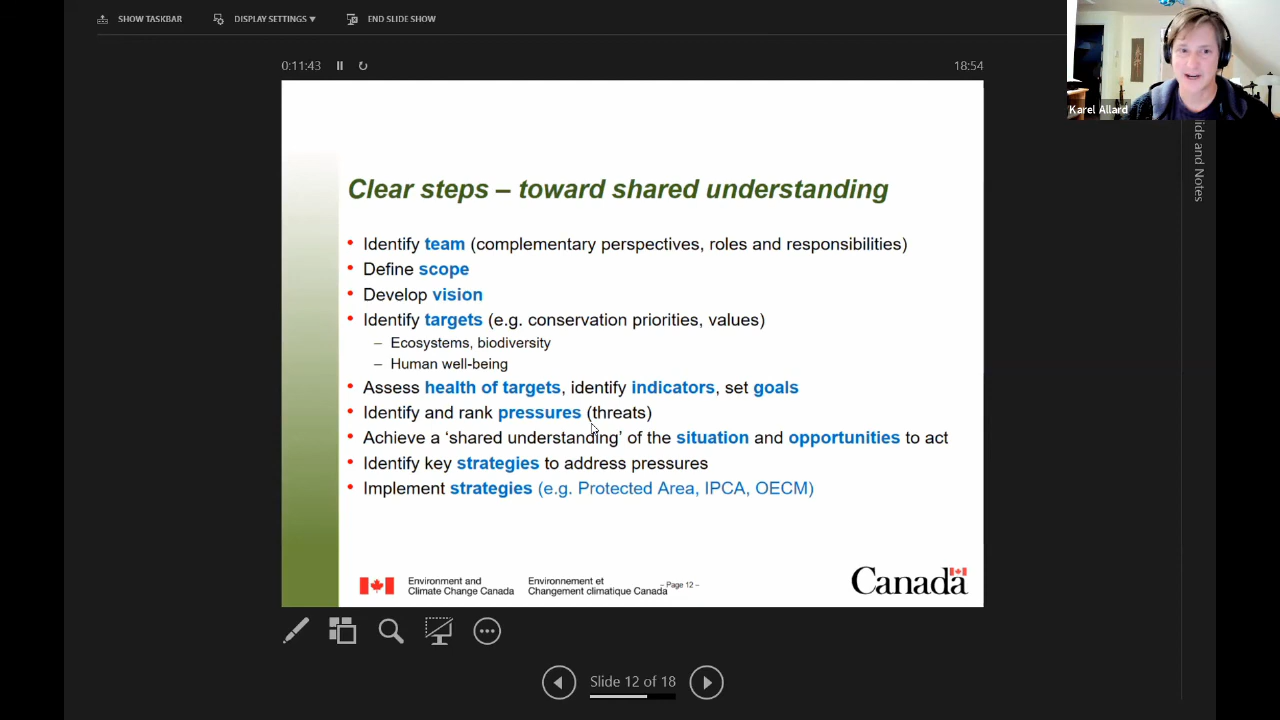 SHOW TASKBAR DISPLAY SETTINGS ▼ END SLIDE SHOW
0:11:43 18:54
Karel Allard
lide and Notes
Clear steps – toward shared understanding
• Identify team (complementary perspectives, roles and responsibilities)
• Define scope
• Develop vision
• Identify targets (e.g. conservation priorities, values)
– Ecosystems, biodiversity
– Human well-being
• Assess health of targets, identify indicators, set goals
• Identify and rank pressures (threats)
• Achieve a ‘shared understanding’ of the situation and opportunities to act
• Identify key strategies to address pressures
• Implement strategies (e.g. Protected Area, IPCA, OECM)
Environment and
Climate Change Canada
Environnement et
Changement climatique Canada
– Page 12 –
Canada
Slide 12 of 18